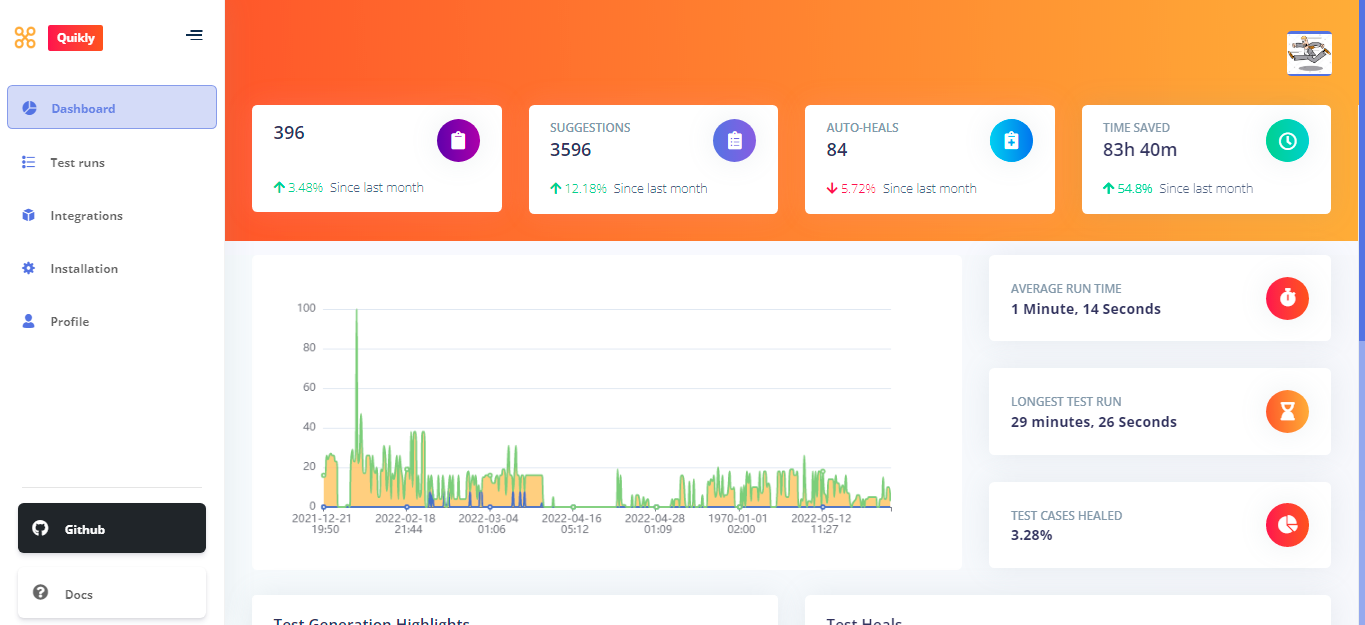 Quikly
Dashboard
Test runs
Integrations
Installation
Profile
Github
Docs
396
3.48% Since last month
SUGGESTIONS
3596
12.18% Since last month
AUTO-HEALS
84
5.72% Since last month
TIME SAVED
83h 40m
54.8% Since last month
100
80
60
40
20
0
2021-12-21 2022-02-18 2022-03-04 2022-04-16 2022-04-28 1970-01-01 2022-05-12
19:50 21:44 01:06 05:12 01:09 02:00 11:27
AVERAGE RUN TIME
1 Minute, 14 Seconds
LONGEST TEST RUN
29 minutes, 26 Seconds
TEST CASES HEALED
3.28%
Test Generation Highlights
Test Heals